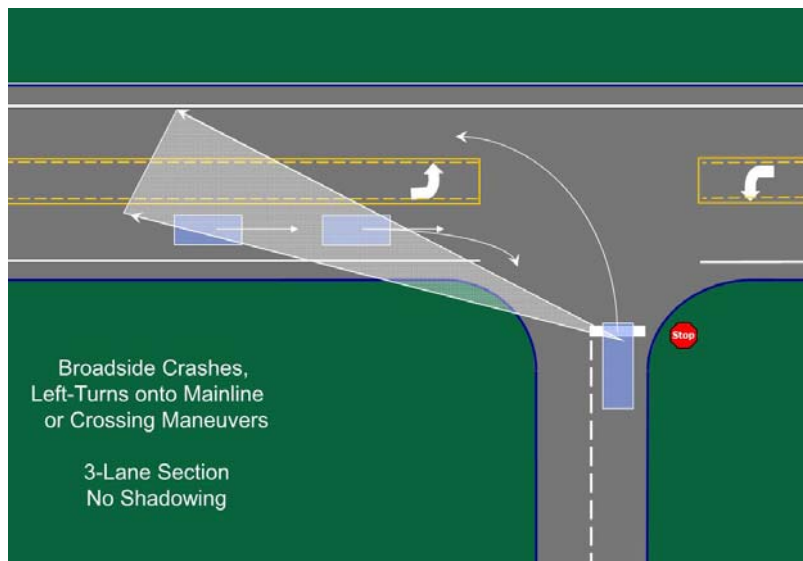 Stop
Broadside Crashes,
Left-Turns onto Mainline
or Crossing Maneuvers
3-Lane Section
No Shadowing